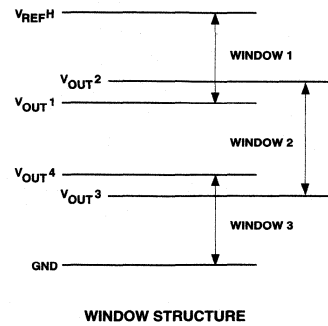 VREFH
WINDOW 1
VOUT2
VOUT1
WINDOW 2
VOUT4
VOUT3
WINDOW 3
GND
WINDOW STRUCTURE